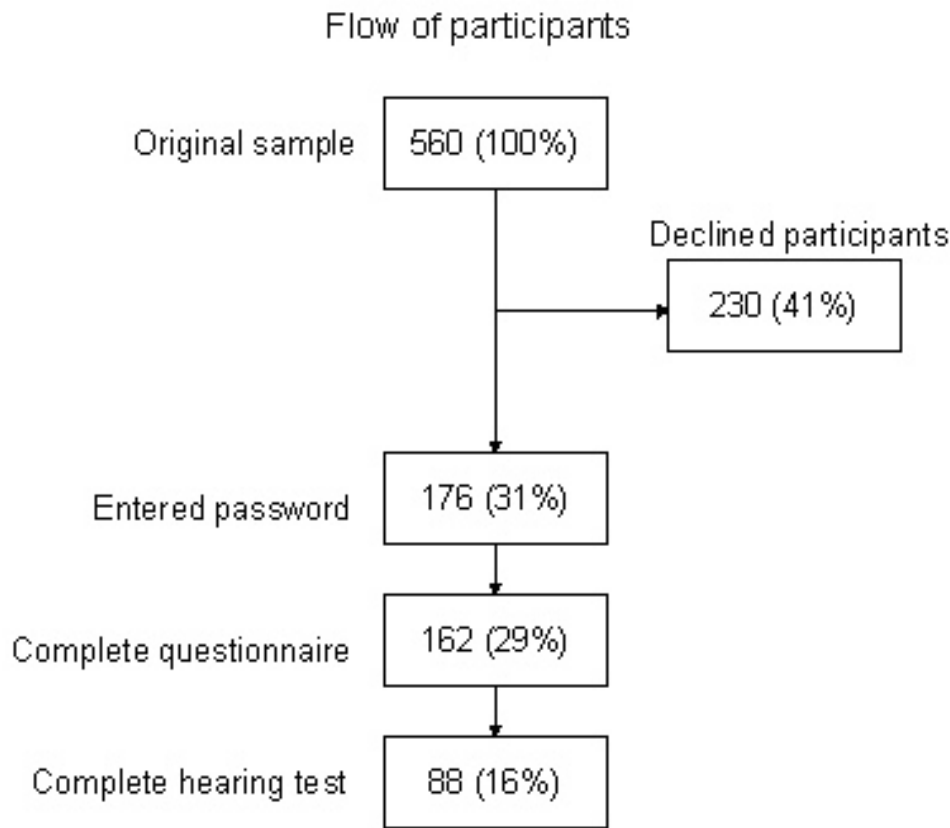 Flow of participants
Original sample
560 (100%)
Declined participants
230 (41%)
Entered password
176 (31%)
Complete questionnaire
162 (29%)
Complete hearing test
88 (16%)